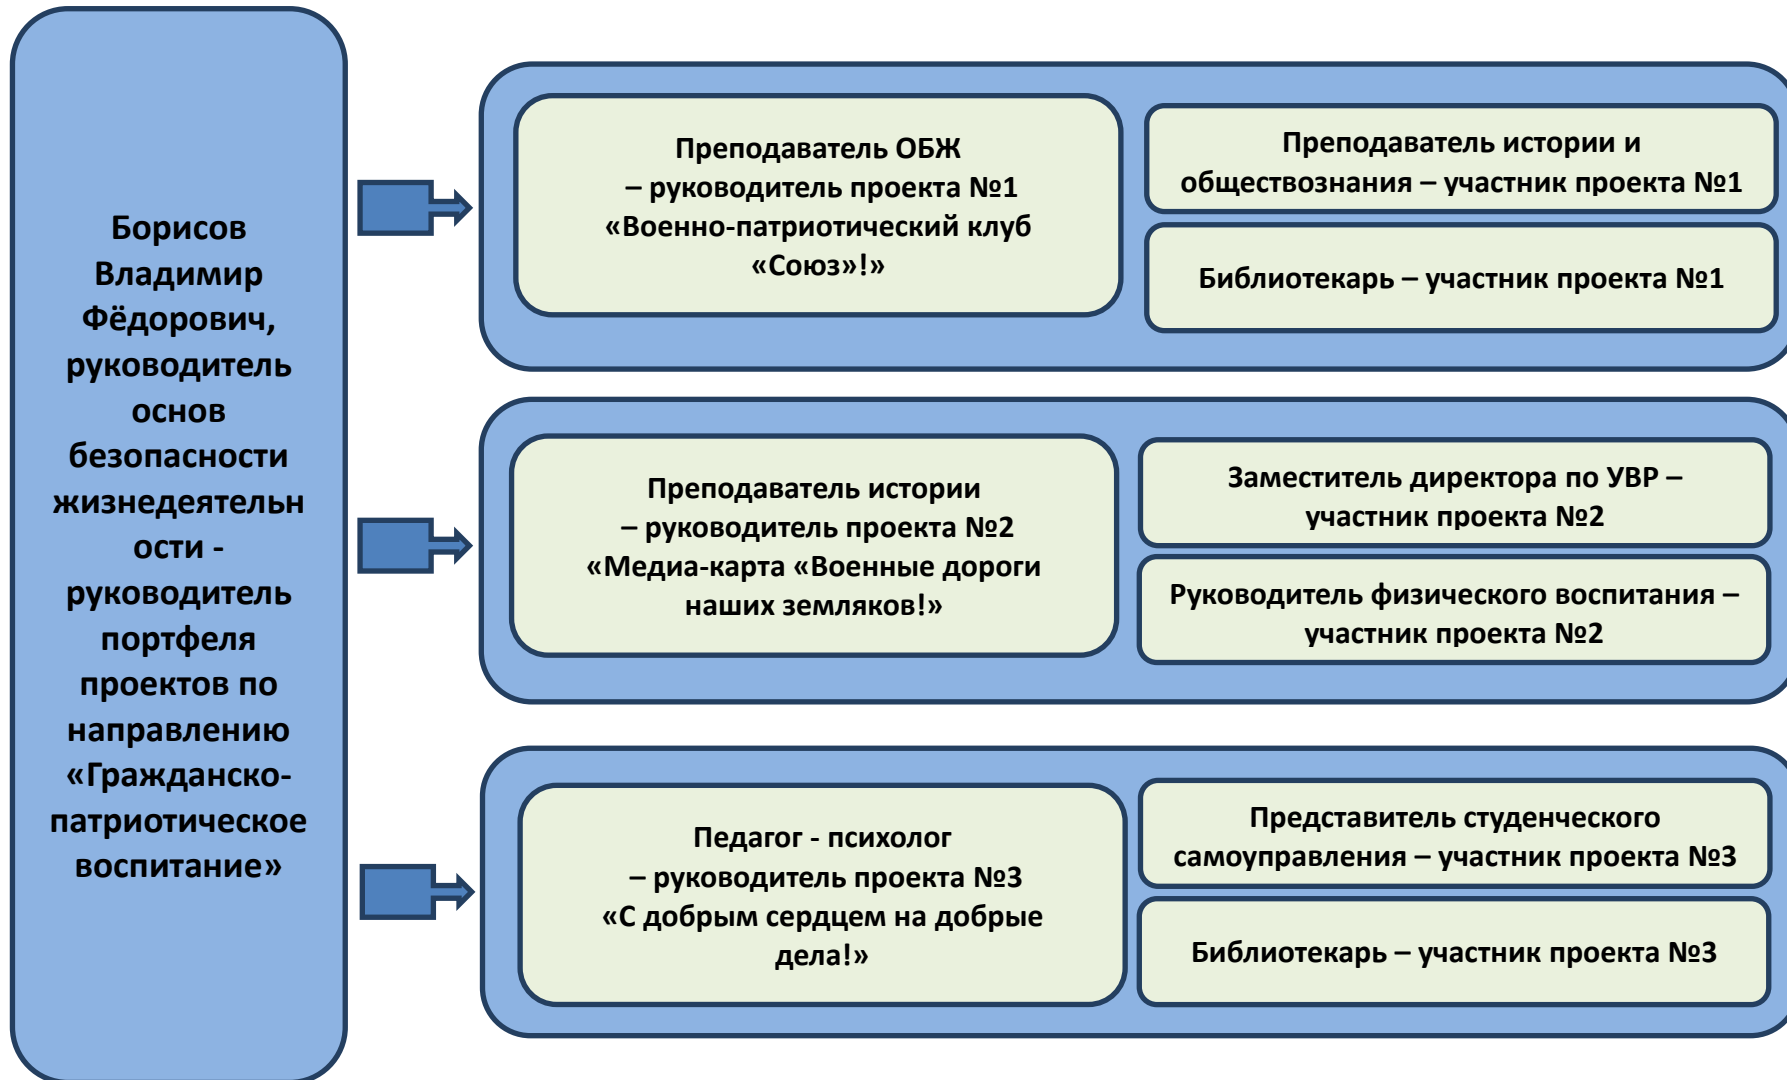 Борисов
Владимир
Фёдорович,
руководитель
основ
безопасности
жизнедеятельн
ости -
руководитель
портфеля
проектов по
направлению
«Гражданско-
патриотическое
воспитание»
Преподаватель ОБЖ
– руководитель проекта №1
«Военно-патриотический клуб
«Союз»!»
Преподаватель истории и
обществознания – участник проекта №1
Библиотекарь – участник проекта №1
Преподаватель истории
– руководитель проекта №2
«Медиа-карта «Военные дороги
наших земляков!»
Заместитель директора по УВР –
участник проекта №2
Руководитель физического воспитания –
участник проекта №2
Педагог - психолог
– руководитель проекта №3
«С добрым сердцем на добрые
дела!»
Представитель студенческого
самоуправления – участник проекта №3
Библиотекарь – участник проекта №3